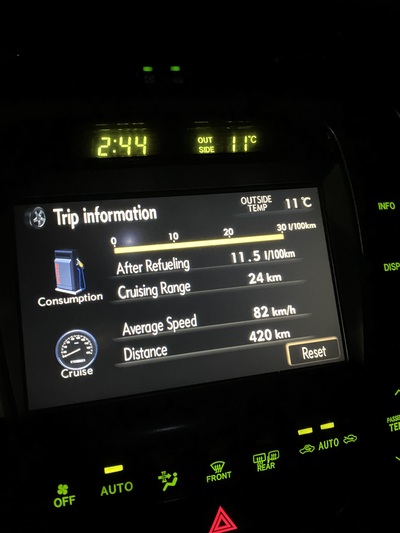 2:44
OUT SIDE 11°C
Trip information
OUTSIDE TEMP 11 °C
0 10 20 30 l/100km
After Refueling 11.5 l/100km
Consumption
Cruising Range 24 km
Average Speed 82 km/h
Distance 420 km
Cruise
Reset
INFO
DISP
OFF
AUTO
FRONT
REAR
AUTO